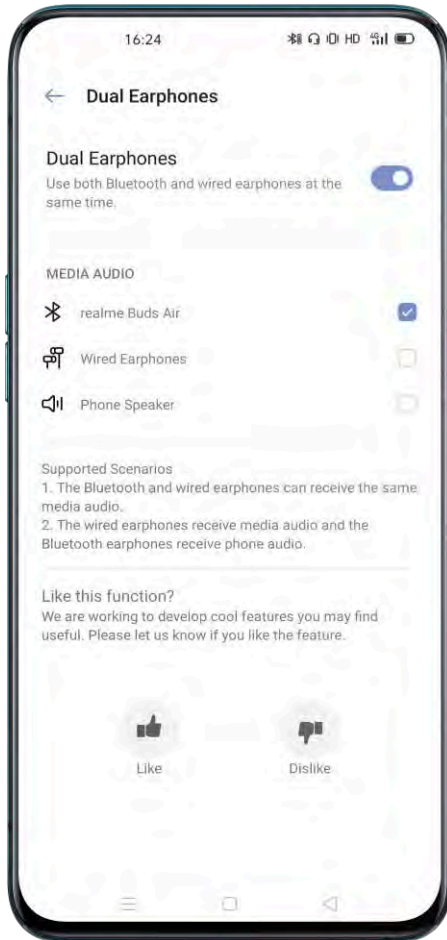 16:24 HD 4G
Dual Earphones
Dual Earphones
Use both Bluetooth and wired earphones at the
same time.
MEDIA AUDIO
realme Buds Air
Wired Earphones
Phone Speaker
Supported Scenarios
1. The Bluetooth and wired earphones can receive the same
media audio.
2. The wired earphones receive media audio and the
Bluetooth earphones receive phone audio.
Like this function?
We are working to develop cool features you may find
useful. Please let us know if you like the feature.
Like Dislike